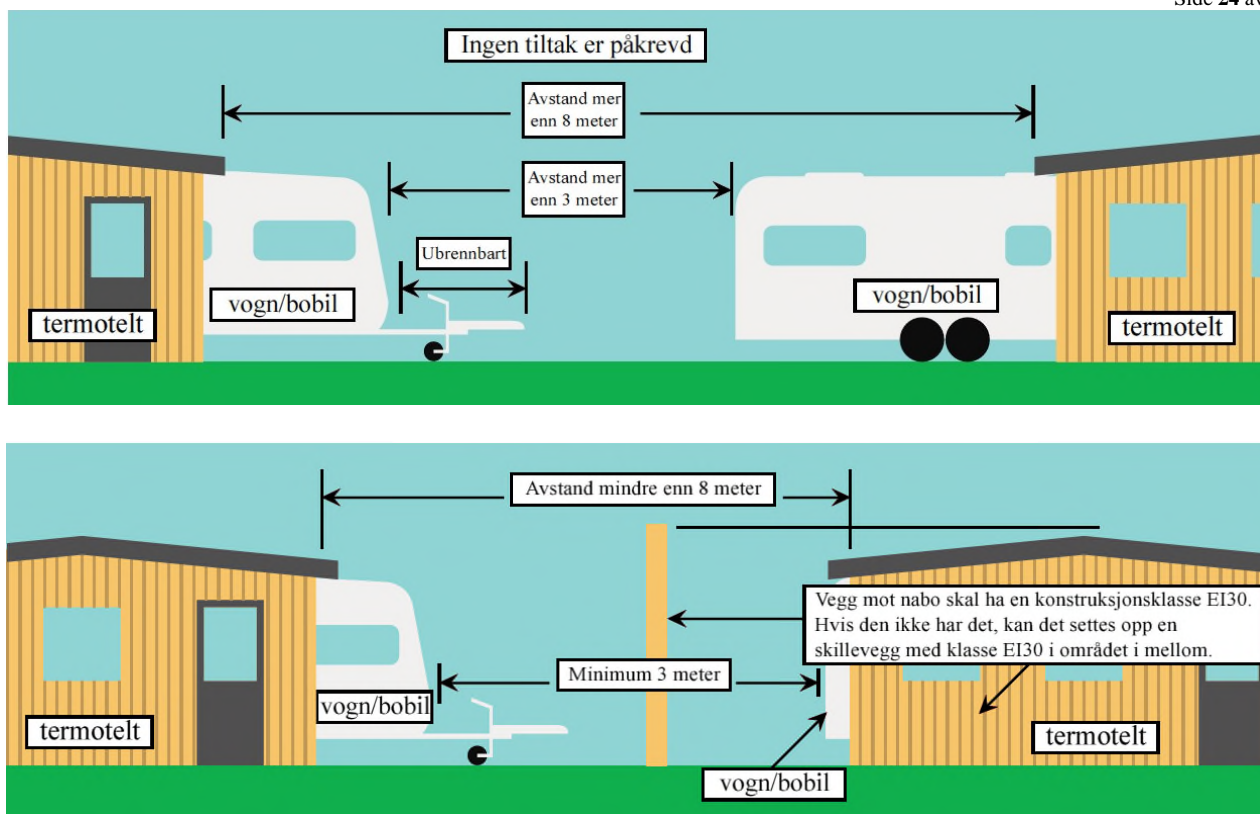 Side 24 av
Ingen tiltak er påkrevd
Avstand mer
enn 8 meter
Avstand mer
enn 3 meter
Ubrennbart
vogn/bobil
vogn/bobil
termotelt
termotelt
Avstand mindre enn 8 meter
Vegg mot nabo skal ha en konstruksjonsklasse EI30.
Hvis den ikke har det, kan det settes opp en
skillevegg med klasse EI30 i området i mellom.
Minimum 3 meter
vogn/bobil
termotelt
termotelt
vogn/bobil